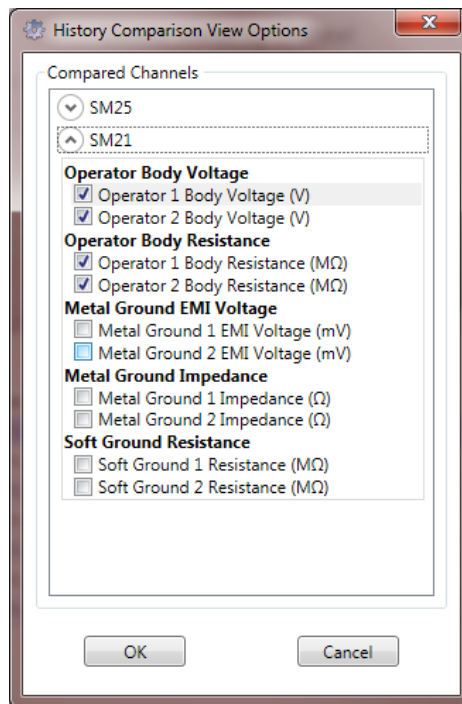 History Comparison View Options
Compared Channels
SM25
SM21
Operator Body Voltage
Operator 1 Body Voltage (V)
Operator 2 Body Voltage (V)
Operator Body Resistance
Operator 1 Body Resistance (MΩ)
Operator 2 Body Resistance (MΩ)
Metal Ground EMI Voltage
Metal Ground 1 EMI Voltage (mV)
Metal Ground 2 EMI Voltage (mV)
Metal Ground Impedance
Metal Ground 1 Impedance (Ω)
Metal Ground 2 Impedance (Ω)
Soft Ground Resistance
Soft Ground 1 Resistance (MΩ)
Soft Ground 2 Resistance (MΩ)
OK Cancel